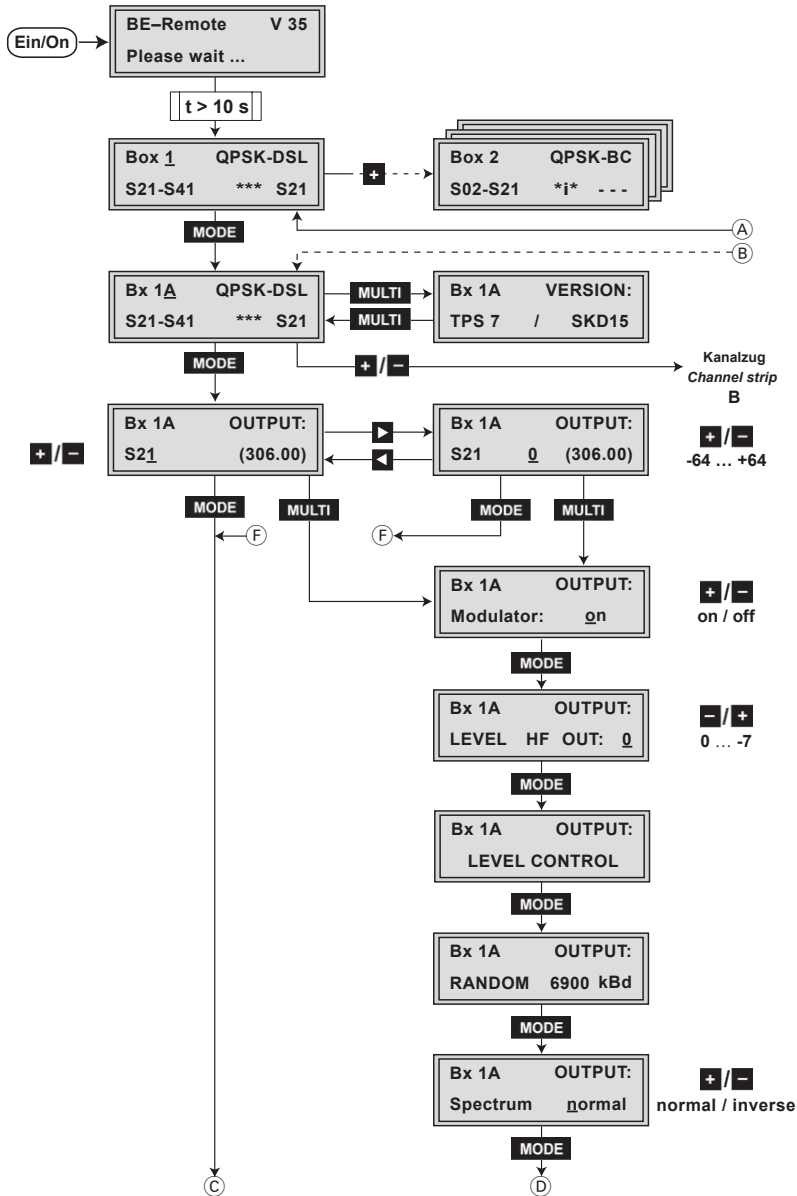 Ein/On
BE–Remote V 35
Please wait ...
t > 10 s
Box 1 QPSK-DSL
S21-S41 *** S21
+
Box 2 QPSK-BC
S02-S21 *i* - - -
A
MODE
B
Bx 1A QPSK-DSL
S21-S41 *** S21
MULTI
MULTI
Bx 1A VERSION:
TPS 7 / SKD15
MODE
+ / −
Kanalzug
Channel strip
B
+ / −
Bx 1A OUTPUT:
S21 (306.00)
Bx 1A OUTPUT:
S21 0 (306.00)
+ / −
-64 ... +64
MODE
MULTI
MODE
MULTI
F
F
Bx 1A OUTPUT:
Modulator: on
+ / −
on / off
MODE
Bx 1A OUTPUT:
LEVEL HF OUT: 0
− / +
0 ... -7
MODE
Bx 1A OUTPUT:
LEVEL CONTROL
MODE
Bx 1A OUTPUT:
RANDOM 6900 kBd
MODE
Bx 1A OUTPUT:
Spectrum normal
+ / −
normal / inverse
MODE
C
D